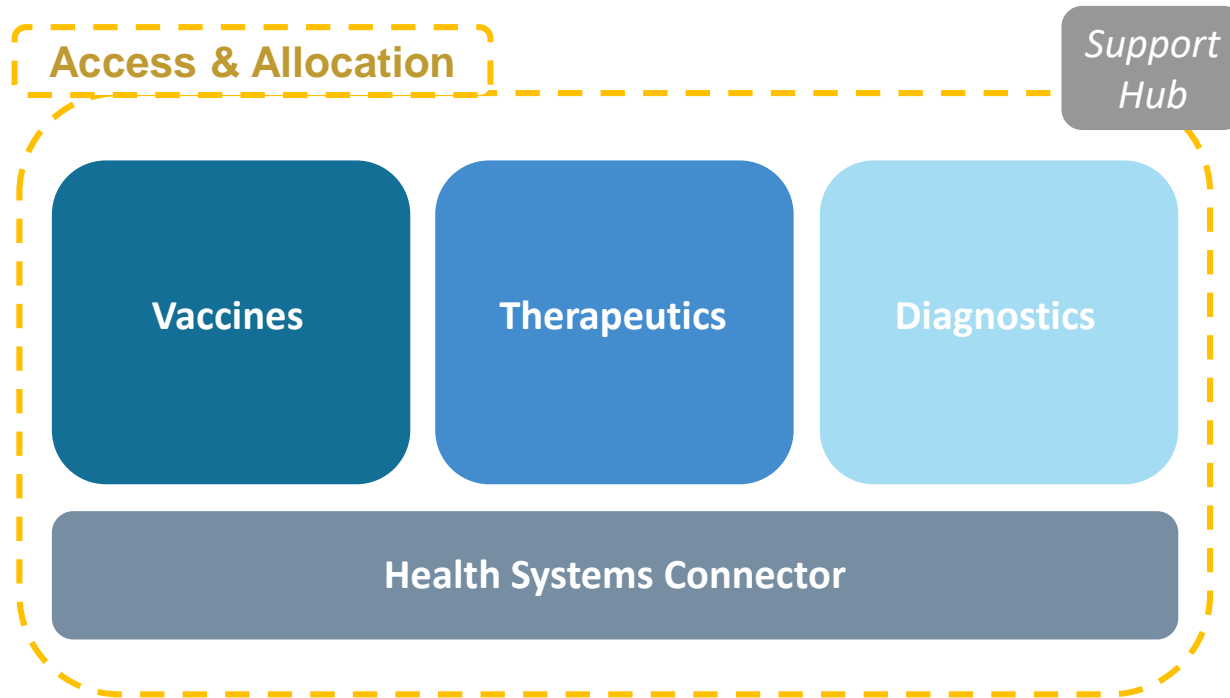 Access & Allocation
Support
Hub
Vaccines
Therapeutics
Diagnostics
Health Systems Connector